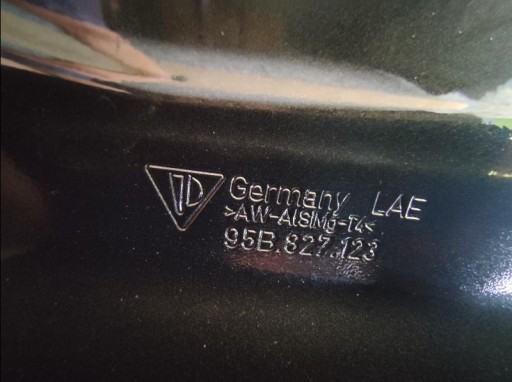 Germany LAE
>AW-AlSiMg-T4<
95B.827.123